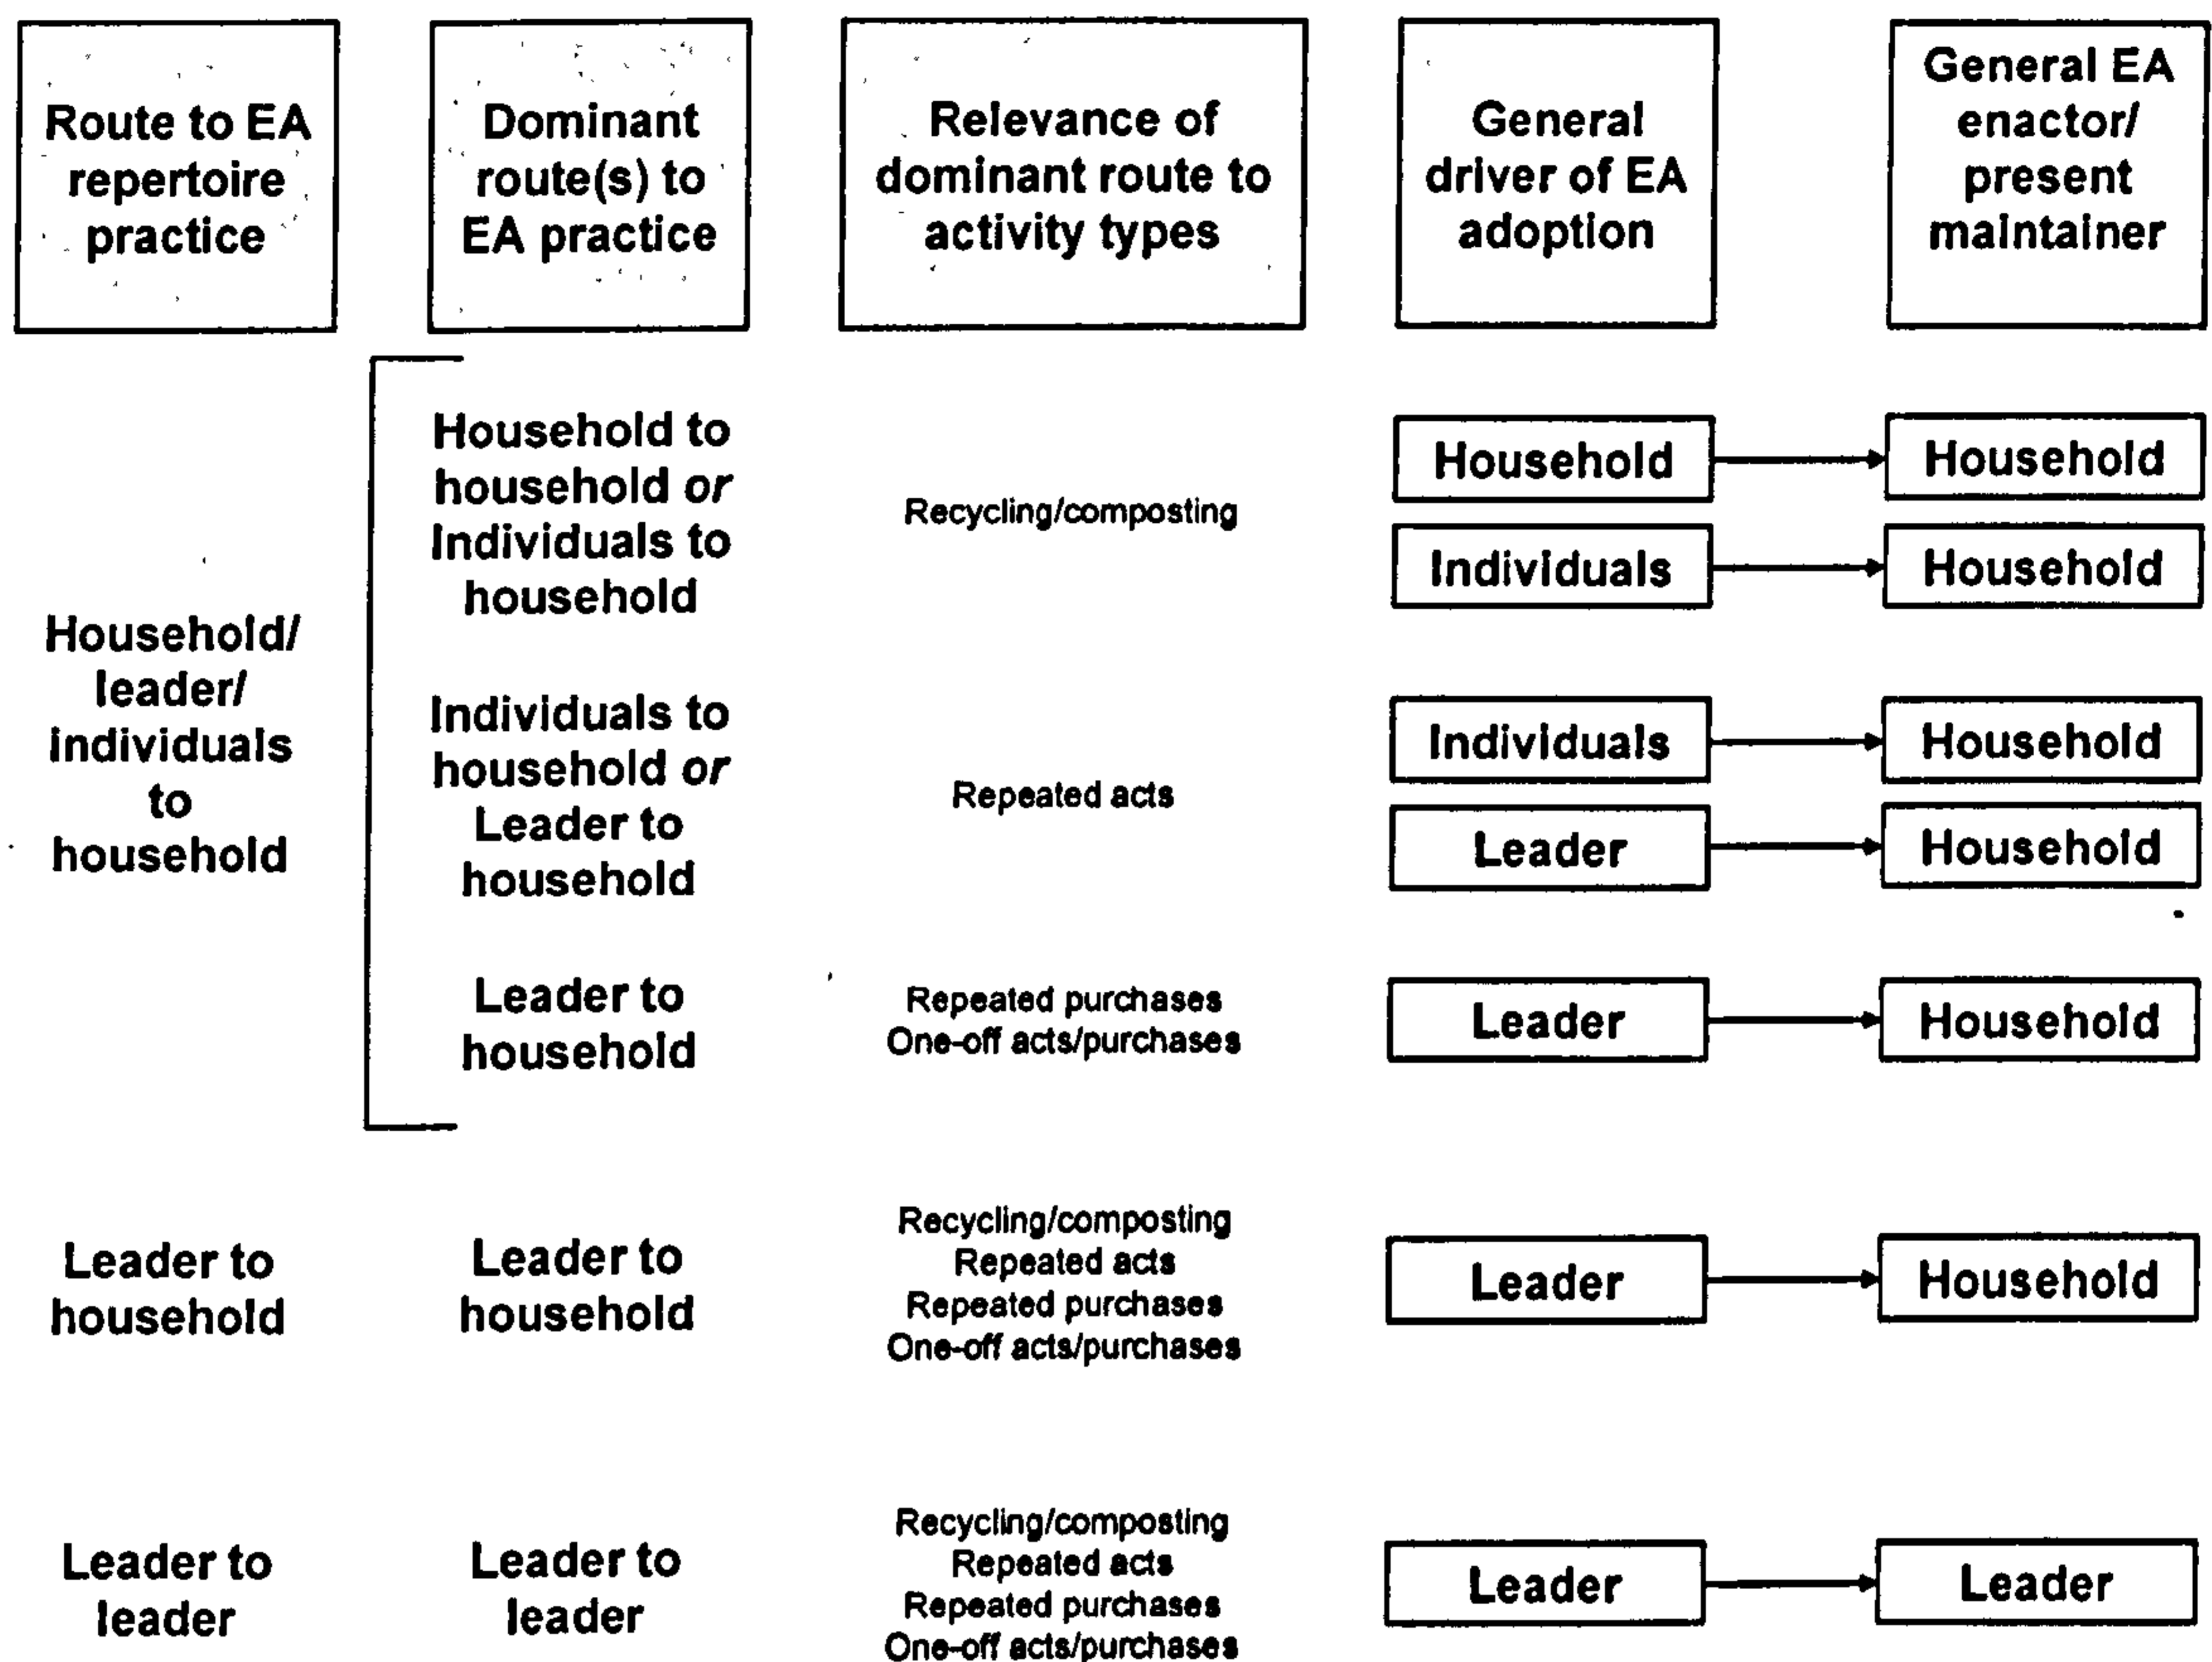 Route to EA
repertoire
practice
Dominant
route(s) to
EA practice
Relevance of
dominant route to
activity types
General
driver of EA
adoption
General EA
enactor/
present
maintainer
Household/
leader/
individuals
to
household
Household to
household or
Individuals to
household
Recycling/composting
Household
Household
Individuals
Household
Individuals to
household or
Leader to
household
Repeated acts
Individuals
Household
Leader
Household
Leader to
household
Repeated purchases
One-off acts/purchases
Leader
Household
Leader to
household
Leader to
household
Recycling/composting
Repeated acts
Repeated purchases
One-off acts/purchases
Leader
Household
Leader to
leader
Leader to
leader
Recycling/composting
Repeated acts
Repeated purchases
One-off acts/purchases
Leader
Leader